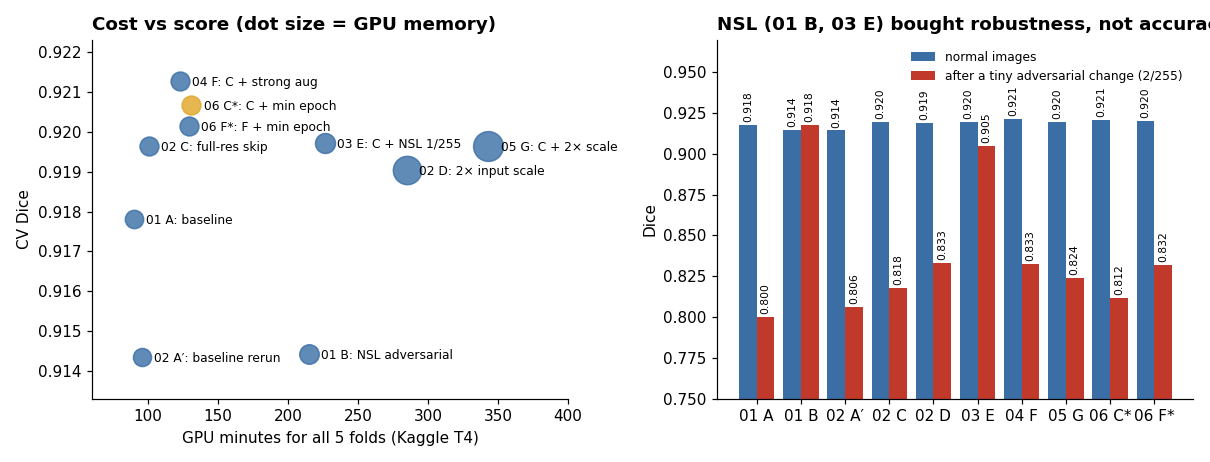 Cost vs score (dot size = GPU memory)
0.922
0.921
0.920
0.919
0.918
0.917
0.916
0.915
0.914
CV Dice
04 F: C + strong aug
06 C*: C + min epoch
06 F*: F + min epoch
02 C: full-res skip
03 E: C + NSL 1/255
05 G: C + 2× scale
02 D: 2× input scale
01 A: baseline
02 A′: baseline rerun
01 B: NSL adversarial
100
150
200
250
300
350
400
GPU minutes for all 5 folds (Kaggle T4)
NSL (01 B, 03 E) bought robustness, not accura
normal images
after a tiny adversarial change (2/255)
0.950
0.925
0.900
0.875
0.850
0.825
0.800
0.775
0.750
Dice
0.918
0.800
0.914
0.918
0.914
0.806
0.920
0.818
0.919
0.833
0.920
0.905
0.921
0.833
0.920
0.824
0.921
0.812
0.920
0.832
01 A
01 B
02 A′
02 C
02 D
03 E
04 F
05 G
06 C*
06 F*